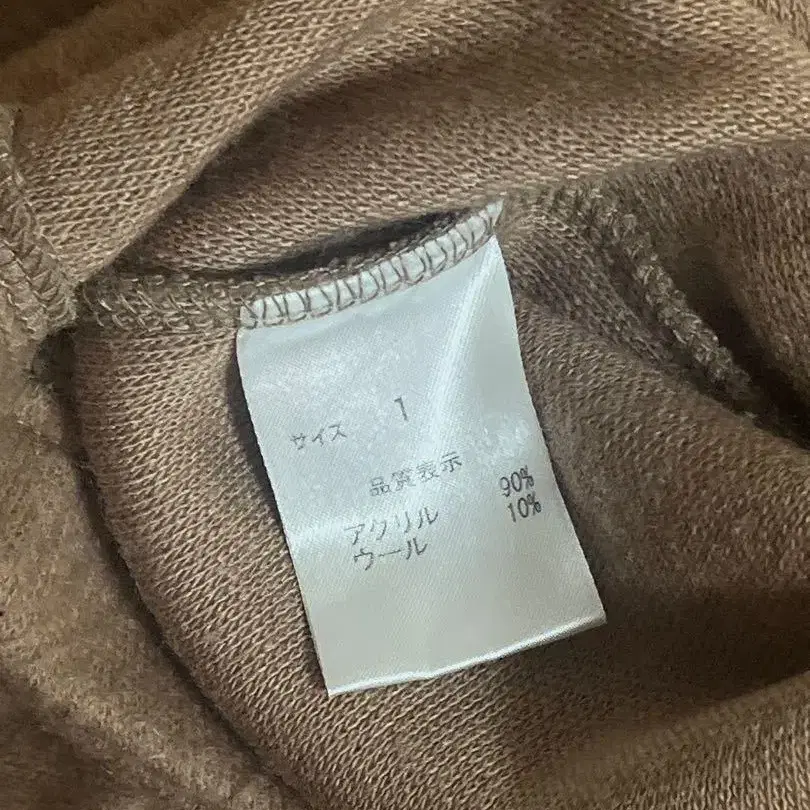 サイズ 1
品質表示
アクリル 90%
ウール 10%